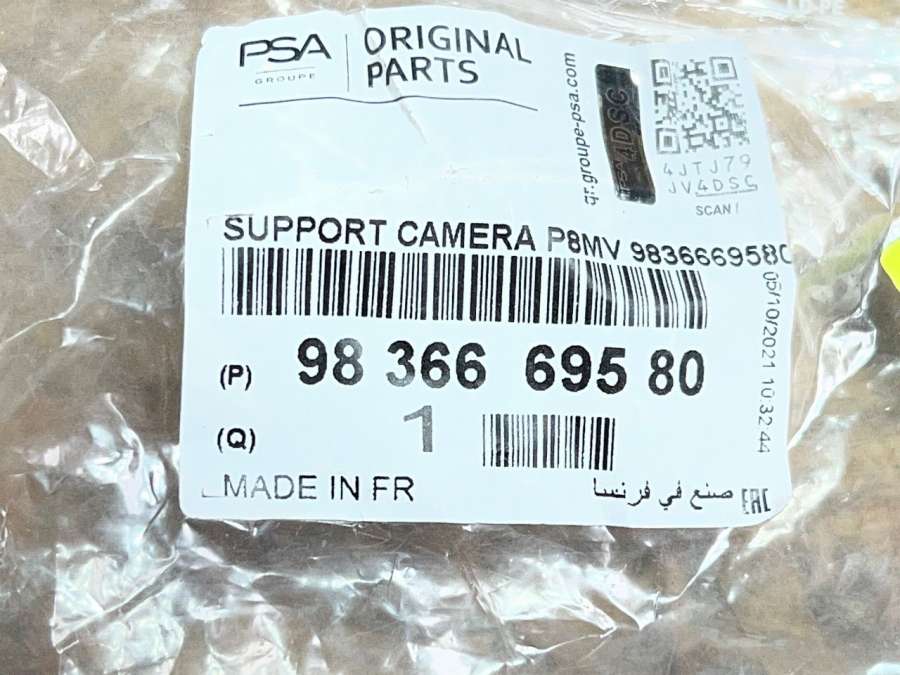 PSA
GROUPE
ORIGINAL
PARTS
qr.groupe-psa.com
4DSC
4JTJ79
JV4DSC
SCAN !
SUPPORT CAMERA P8MV 9836669580
05/10/2021 10:32:44
(P) 98 366 695 80
(Q) 1
MADE IN FR
صنع في فرنسا
EAC